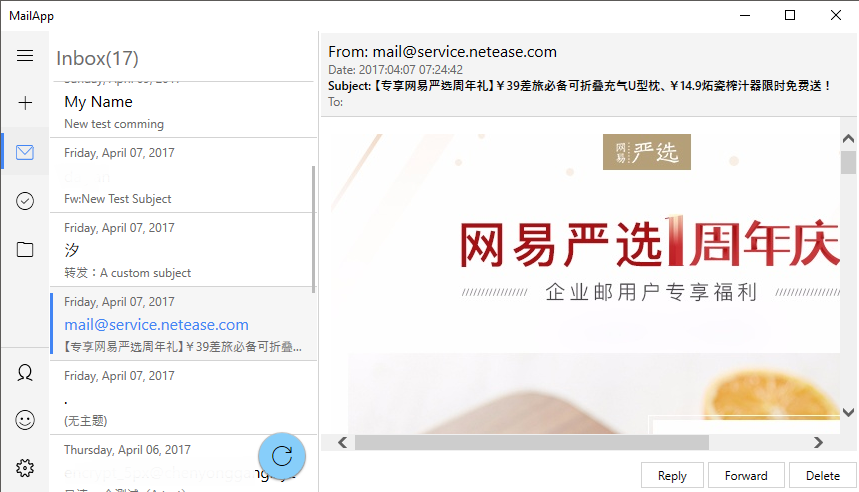 MailApp
Inbox(17)
My Name
New test comming
Friday, April 07, 2017
Fw:New Test Subject
Friday, April 07, 2017
汐
转发：A custom subject
Friday, April 07, 2017
mail@service.netease.com
【专享网易严选周年礼】￥39差旅必备可折叠...
Friday, April 07, 2017
.
(无主题)
Thursday, April 06, 2017
From: mail@service.netease.com
Date: 2017:04:07 07:24:42
Subject:【专享网易严选周年礼】￥39差旅必备可折叠充气U型枕、￥14.9炻瓷榨汁器限时免费送！
To:
网易 严选
网易严选1周年庆
企业邮用户专享福利
Reply
Forward
Delete